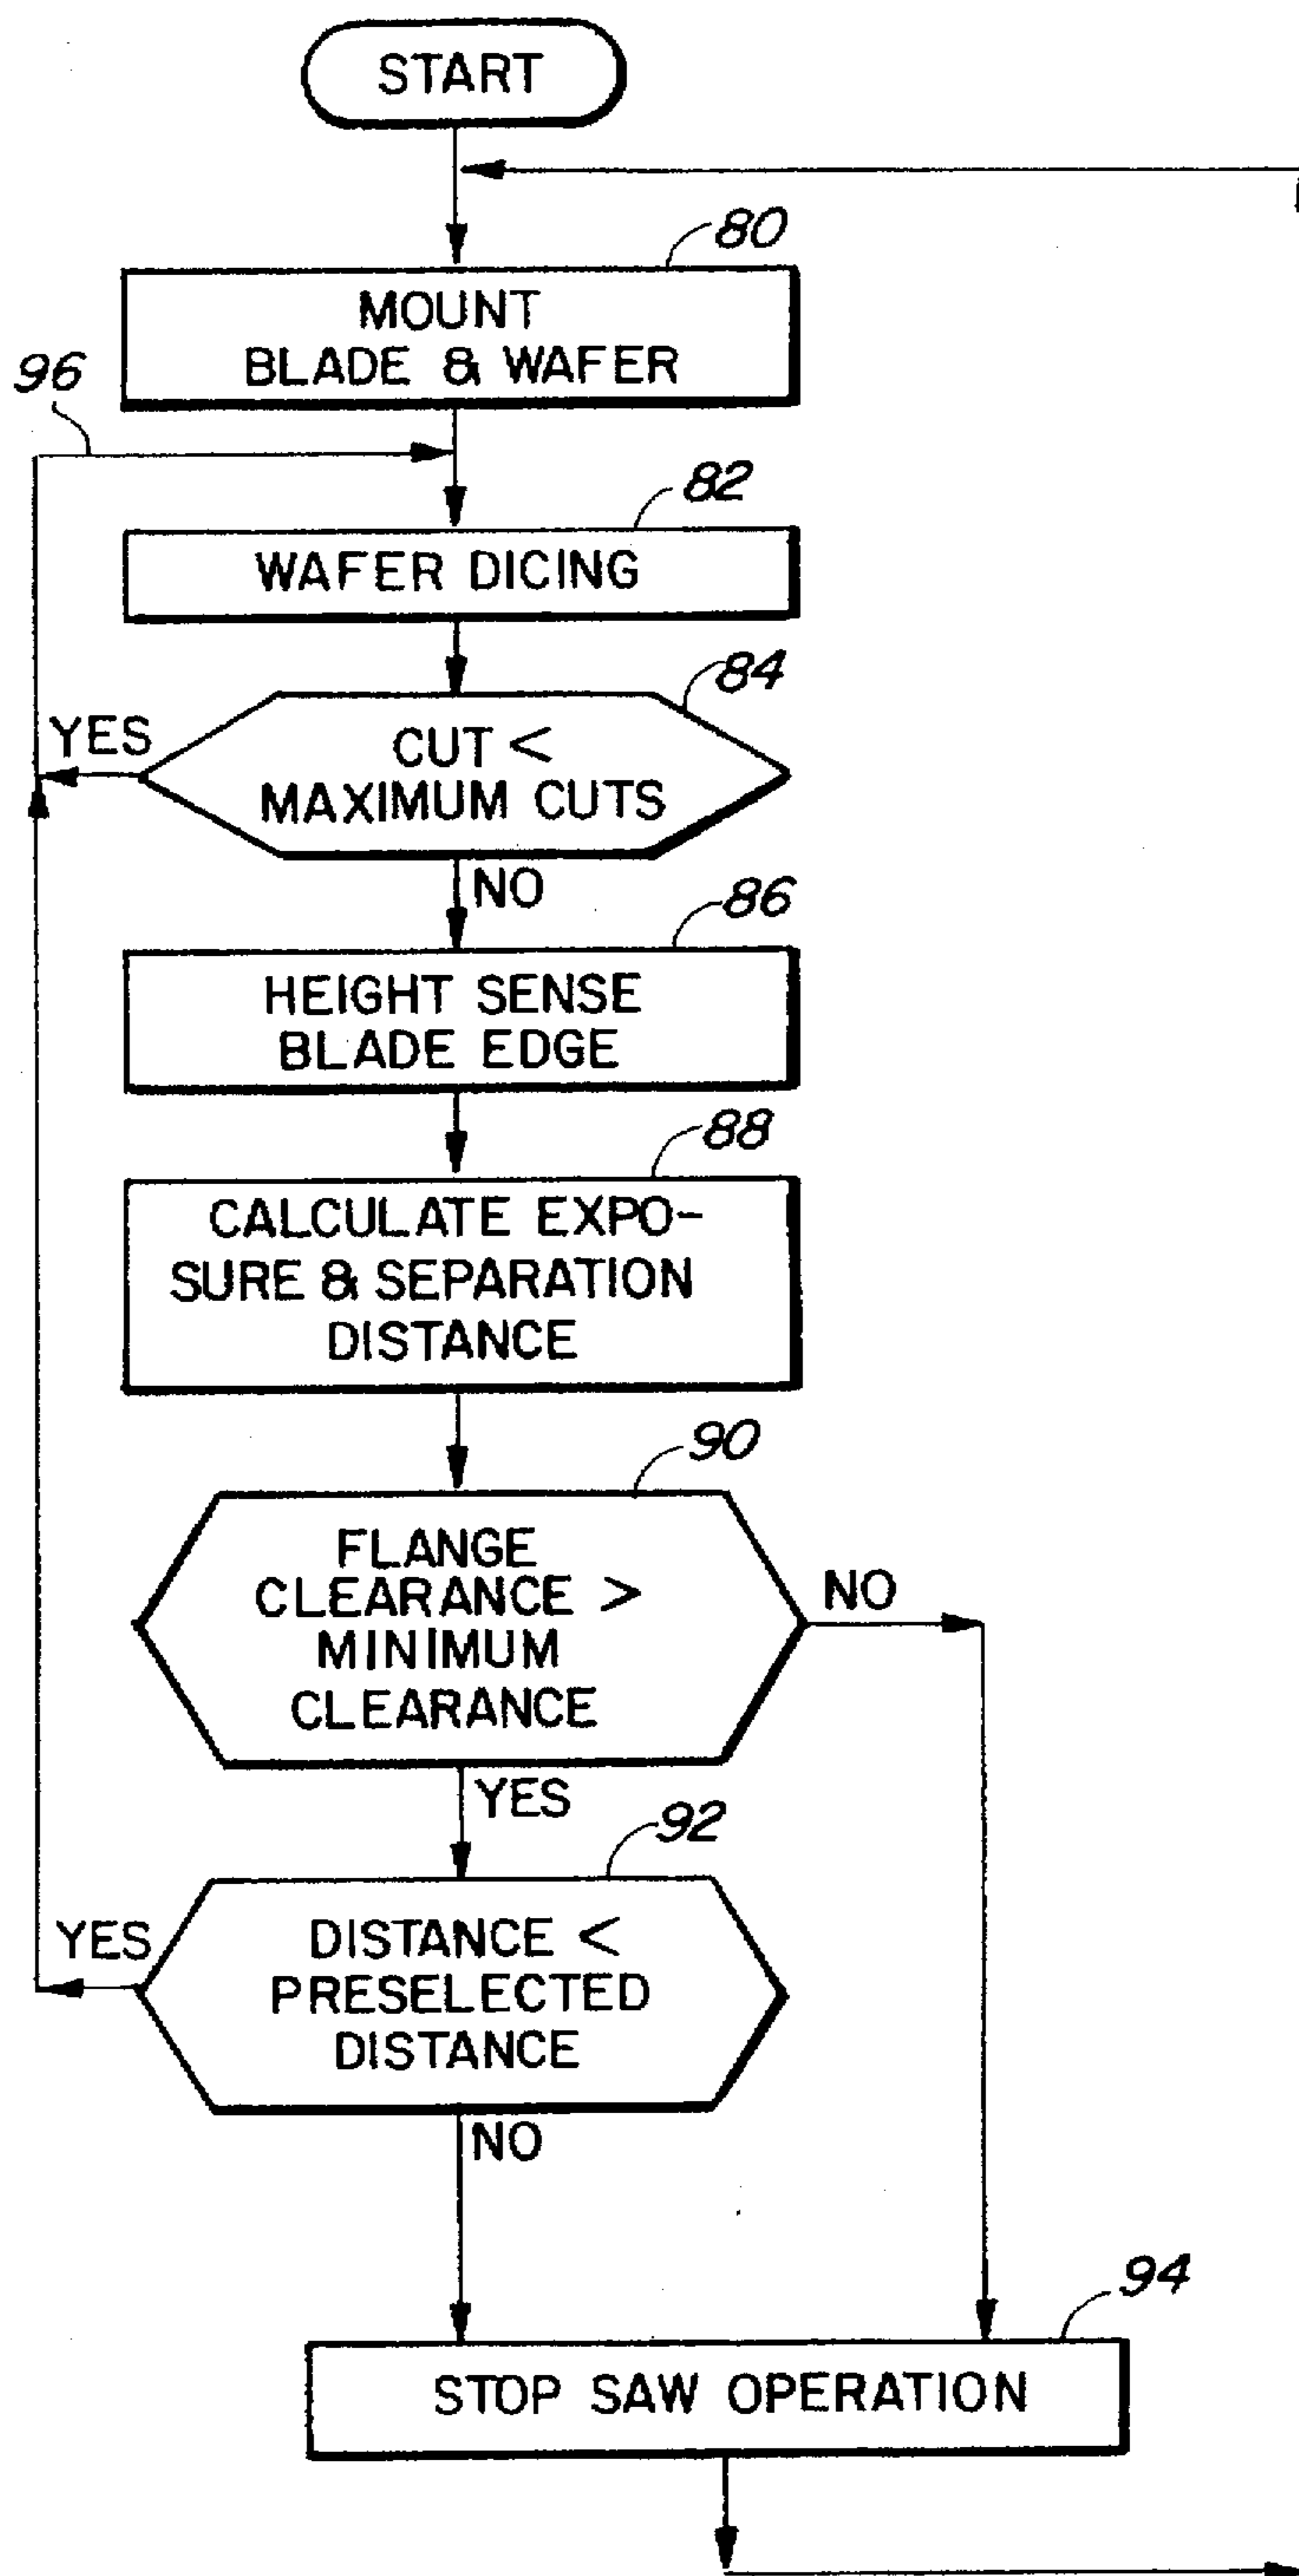 START
80
MOUNT
BLADE & WAFER
96
82
WAFER DICING
84
YES
CUT <
MAXIMUM CUTS
NO
86
HEIGHT SENSE
BLADE EDGE
88
CALCULATE EXPO-
SURE & SEPARATION
DISTANCE
90
FLANGE
CLEARANCE >
MINIMUM
CLEARANCE
NO
YES
92
YES
DISTANCE <
PRESELECTED
DISTANCE
NO
94
STOP SAW OPERATION